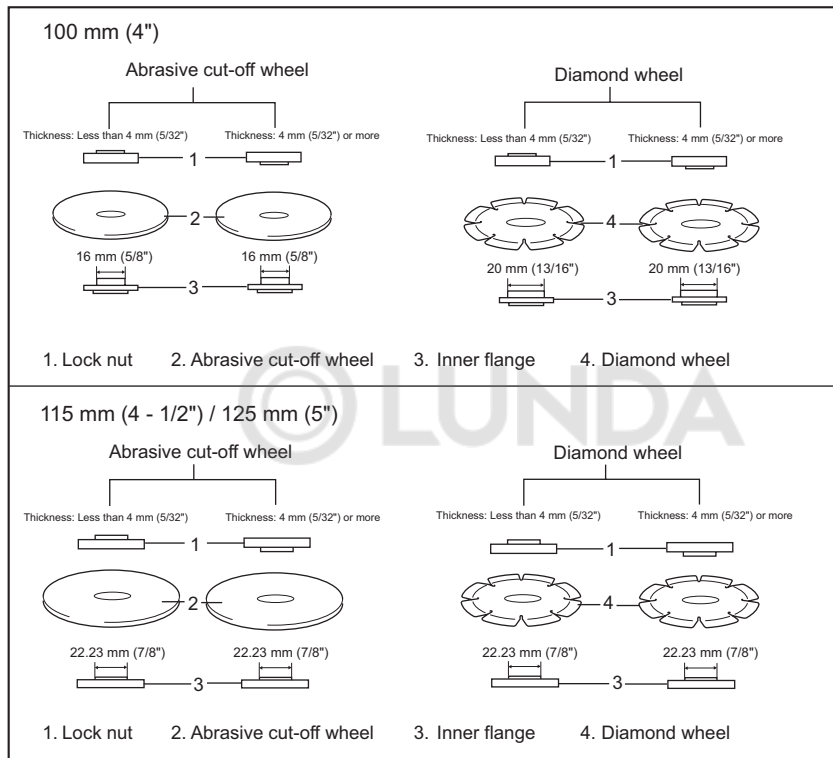 100 mm (4")
Abrasive cut-off wheel
Diamond wheel
Thickness: Less than 4 mm (5/32")
Thickness: 4 mm (5/32") or more
Thickness: Less than 4 mm (5/32")
Thickness: 4 mm (5/32") or more
1
1
2
4
16 mm (5/8")
16 mm (5/8")
20 mm (13/16")
20 mm (13/16")
3
3
1. Lock nut 2. Abrasive cut-off wheel 3. Inner flange 4. Diamond wheel
LUNDA
115 mm (4 - 1/2") / 125 mm (5")
Abrasive cut-off wheel
Diamond wheel
Thickness: Less than 4 mm (5/32")
Thickness: 4 mm (5/32") or more
Thickness: Less than 4 mm (5/32")
Thickness: 4 mm (5/32") or more
1
1
2
4
22.23 mm (7/8")
22.23 mm (7/8")
22.23 mm (7/8")
22.23 mm (7/8")
3
3
1. Lock nut 2. Abrasive cut-off wheel 3. Inner flange 4. Diamond wheel